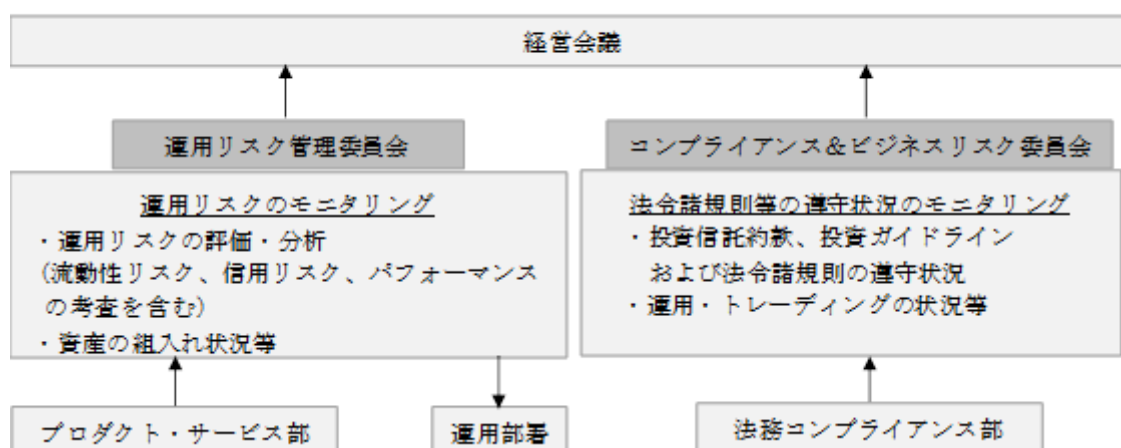 経営会議
運用リスク管理委員会
運用リスクのモニタリング
・運用リスクの評価・分析
(流動性リスク、信用リスク、パフォーマンス
の考査を含む)
・資産の組入れ状況等
プロダクト・サービス部
運用部署
コンプライアンス&ビジネスリスク委員会
法令諸規則等の遵守状況のモニタリング
・投資信託約款、投資ガイドライン
および法令諸規則の遵守状況
・運用・トレーディングの状況等
法務コンプライアンス部